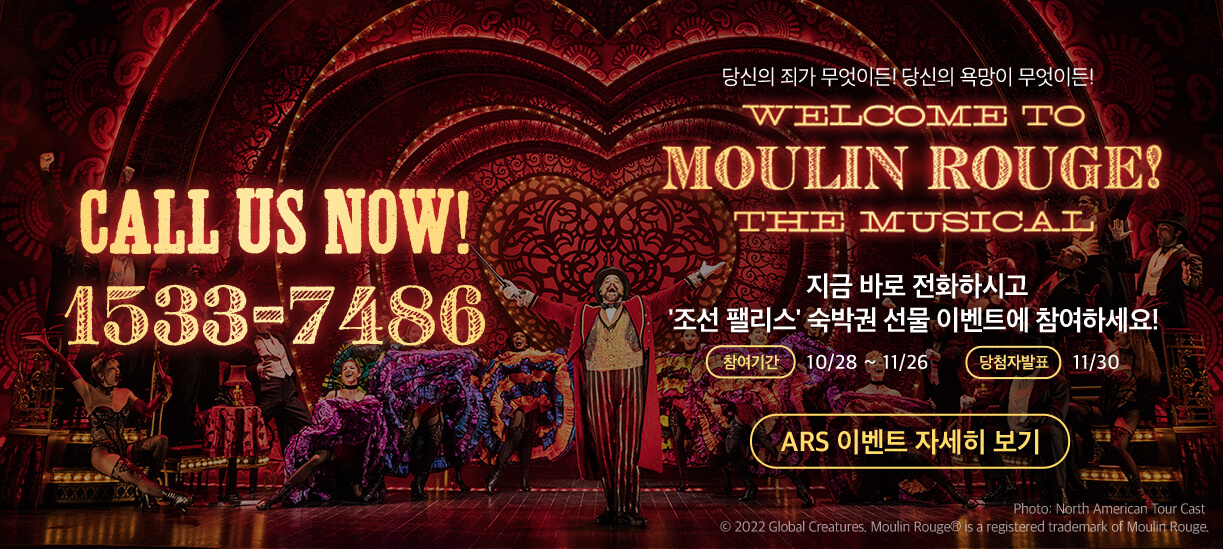 CALL US NOW!
1533-7486
당신의 죄가 무엇이든! 당신의 욕망이 무엇이든!
WELCOME TO
MOULIN ROUGE!
THE MUSICAL
지금 바로 전화하시고
'조선 팰리스' 숙박권 선물 이벤트에 참여하세요!
참여기간 10/28 ~ 11/26 당첨자발표 11/30
ARS 이벤트 자세히 보기
Photo: North American Tour Cast
© 2022 Global Creatures. Moulin Rouge® is a registered trademark of Moulin Rouge.